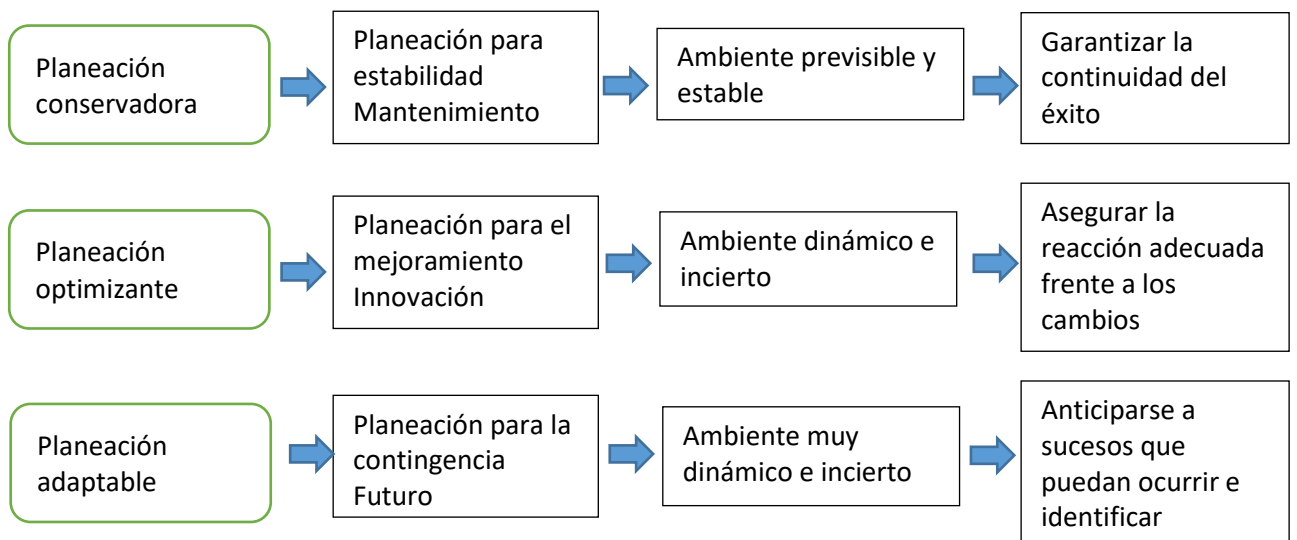 Planeación
conservadora
Planeación para
estabilidad
Mantenimiento
Ambiente previsible y
estable
Garantizar la
continuidad del
éxito
Planeación
optimizante
Planeación para el
mejoramiento
Innovación
Ambiente dinámico e
incierto
Asegurar la
reacción adecuada
frente a los
cambios
Planeación
adaptable
Planeación para la
contingencia
Futuro
Ambiente muy
dinámico e incierto
Anticiparse a
sucesos que
puedan ocurrir e
identificar